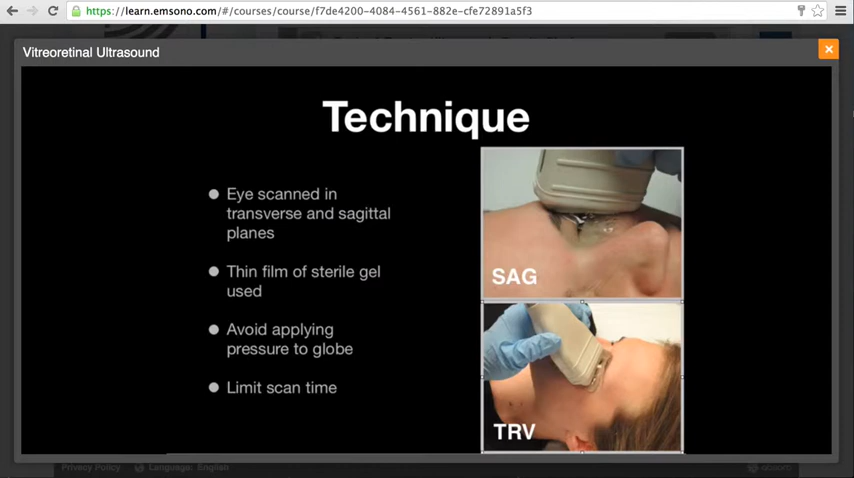 https://learn.emsono.com/#/courses/course/f7de4200-4084-4561-882e-cfe72891a5f3
Vitreoretinal Ultrasound
Technique
Eye scanned in
transverse and sagittal
planes
Thin film of sterile gel
used
Avoid applying
pressure to globe
Limit scan time
SAG
TRV
Privacy Policy
Language: English